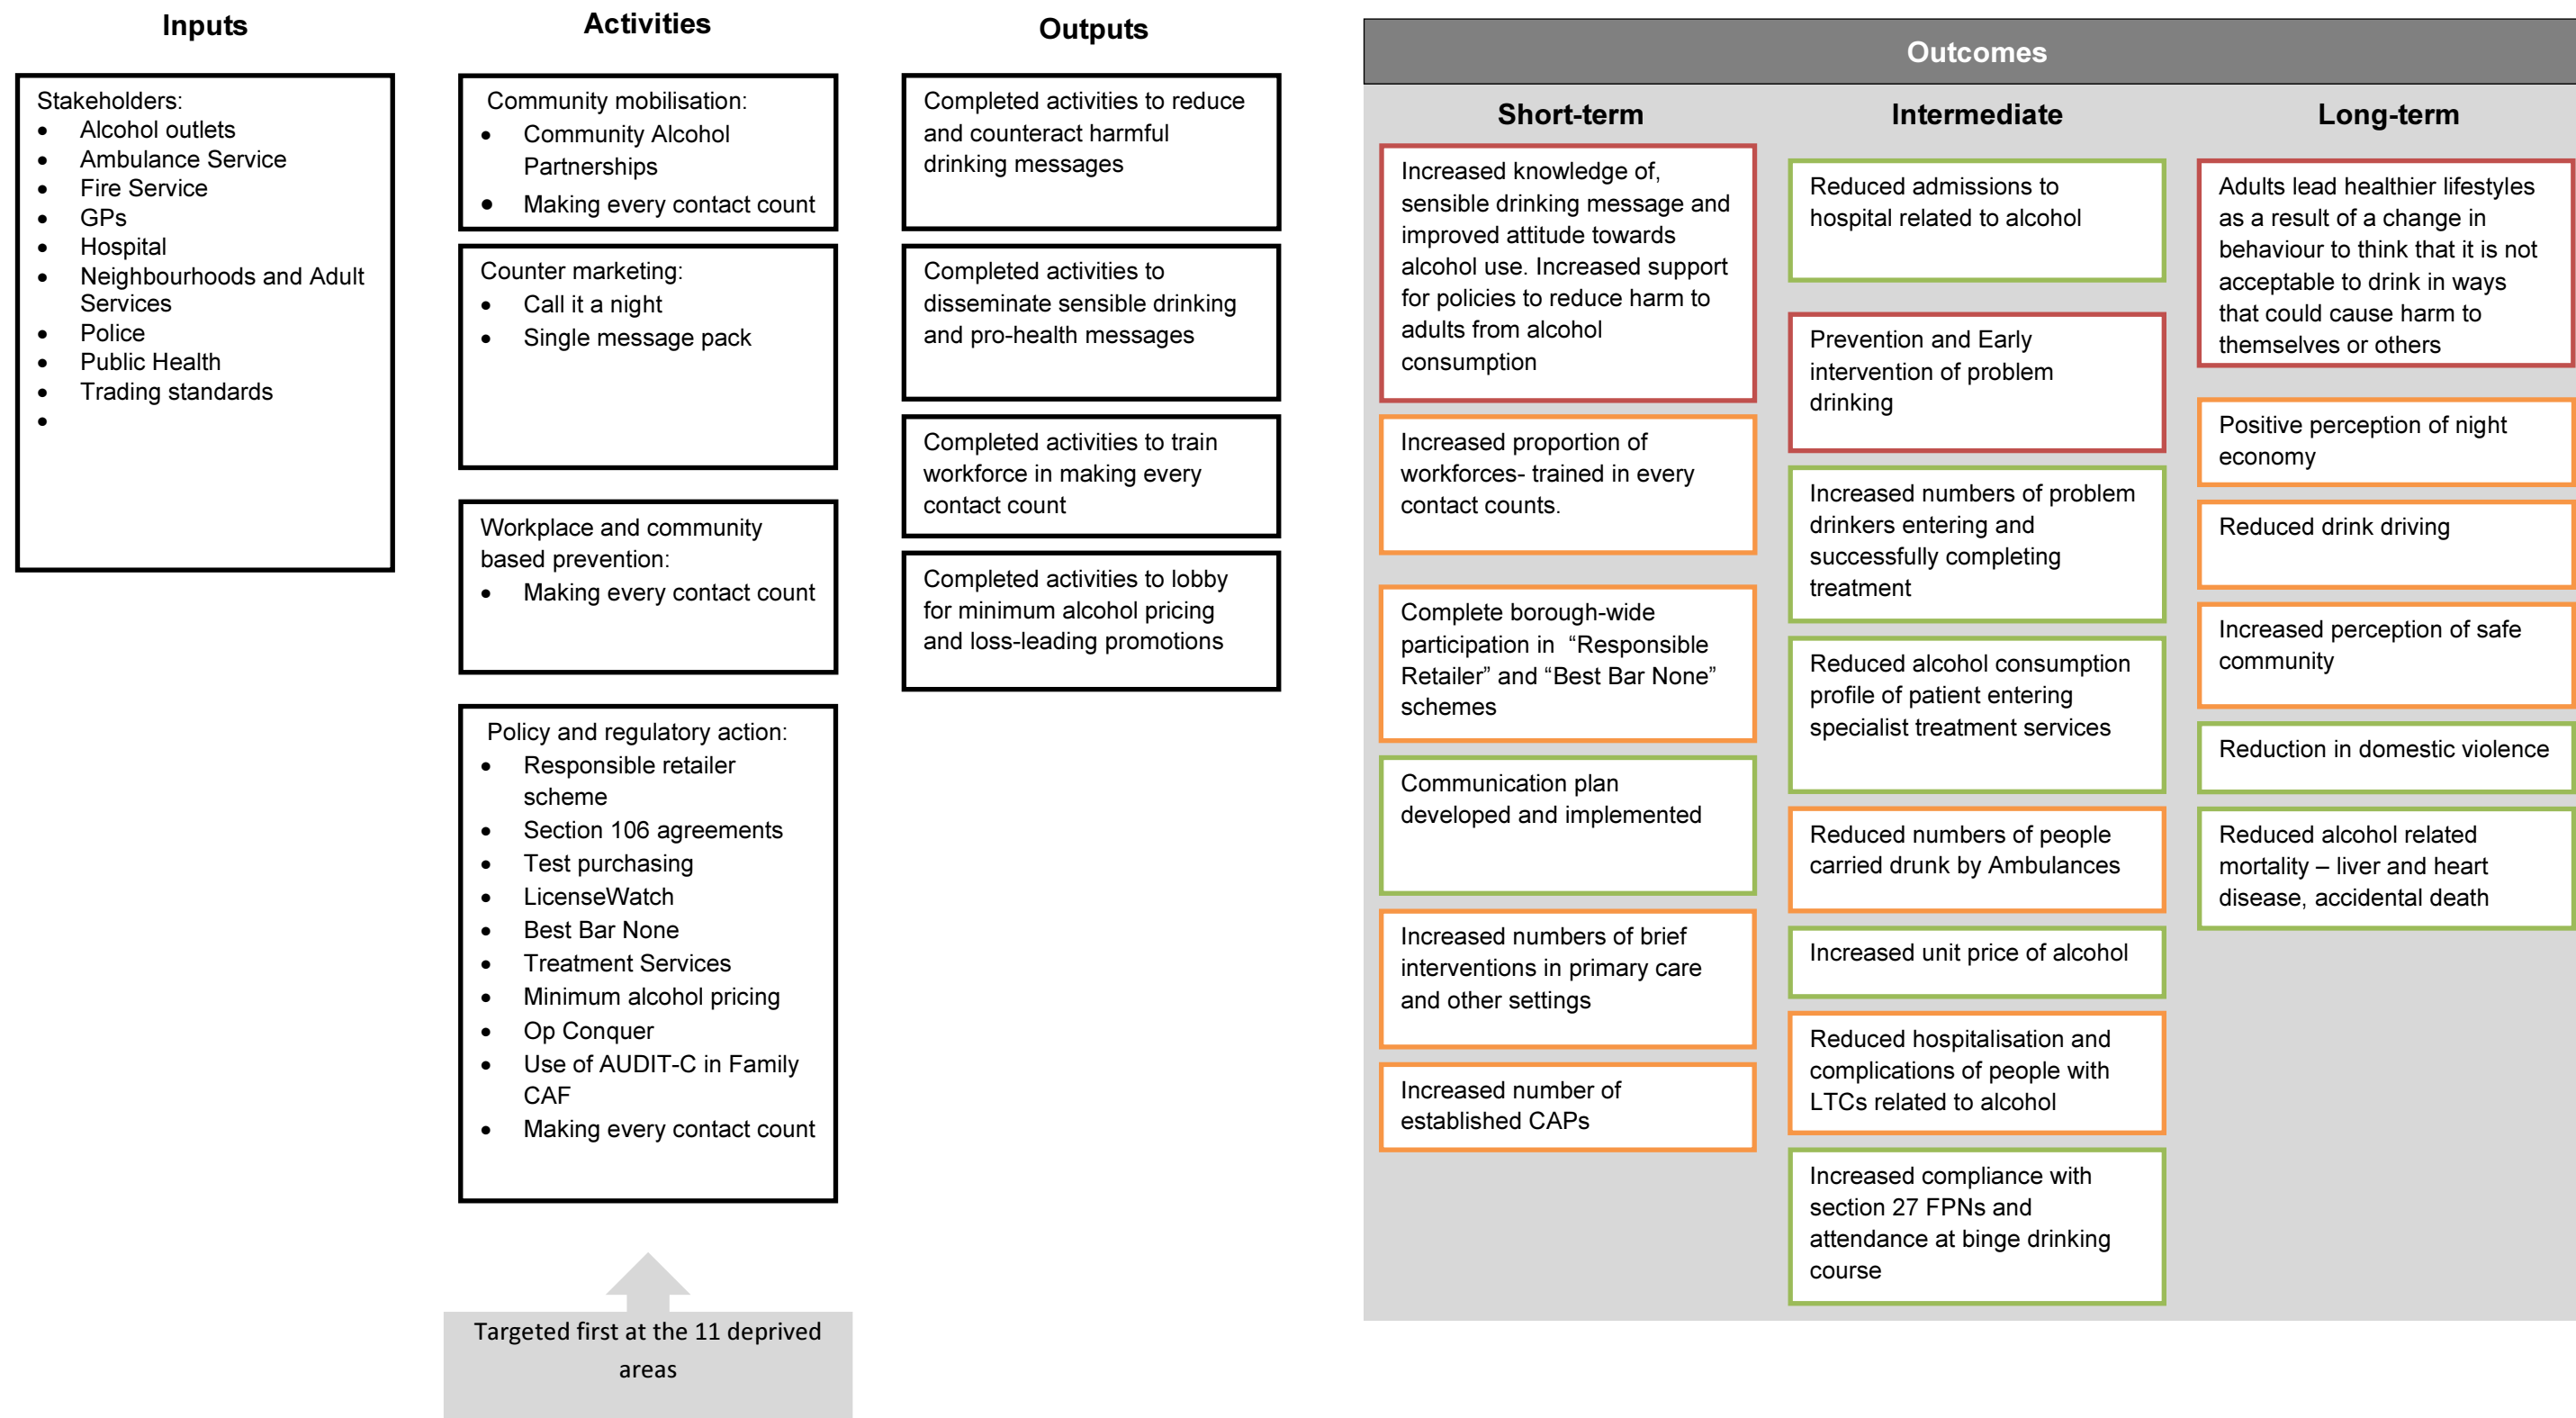 Inputs
Stakeholders:
• Alcohol outlets
• Ambulance Service
• Fire Service
• GPs
• Hospital
• Neighbourhoods and Adult
Services
• Police
• Public Health
• Trading standards
•
Activities
Community mobilisation:
• Community Alcohol
Partnerships
• Making every contact count
Counter marketing:
• Call it a night
• Single message pack
Workplace and community
based prevention:
• Making every contact count
Policy and regulatory action:
• Responsible retailer
scheme
• Section 106 agreements
• Test purchasing
• LicenseWatch
• Best Bar None
• Treatment Services
• Minimum alcohol pricing
• Op Conquer
• Use of AUDIT-C in Family
CAF
• Making every contact count
Targeted first at the 11 deprived
areas
Outputs
Completed activities to reduce
and counteract harmful
drinking messages
Completed activities to
disseminate sensible drinking
and pro-health messages
Completed activities to train
workforce in making every
contact count
Completed activities to lobby
for minimum alcohol pricing
and loss-leading promotions
Outcomes
Short-term
Increased knowledge of,
sensible drinking message and
improved attitude towards
alcohol use. Increased support
for policies to reduce harm to
adults from alcohol
consumption
Increased proportion of
workforces- trained in every
contact counts.
Complete borough-wide
participation in “Responsible
Retailer” and “Best Bar None”
schemes
Communication plan
developed and implemented
Increased numbers of brief
interventions in primary care
and other settings
Increased number of
established CAPs
Intermediate
Reduced admissions to
hospital related to alcohol
Prevention and Early
intervention of problem
drinking
Increased numbers of problem
drinkers entering and
successfully completing
treatment
Reduced alcohol consumption
profile of patient entering
specialist treatment services
Reduced numbers of people
carried drunk by Ambulances
Increased unit price of alcohol
Reduced hospitalisation and
complications of people with
LTCs related to alcohol
Increased compliance with
section 27 FPNs and
attendance at binge drinking
course
Long-term
Adults lead healthier lifestyles
as a result of a change in
behaviour to think that it is not
acceptable to drink in ways
that could cause harm to
themselves or others
Positive perception of night
economy
Reduced drink driving
Increased perception of safe
community
Reduction in domestic violence
Reduced alcohol related
mortality – liver and heart
disease, accidental death